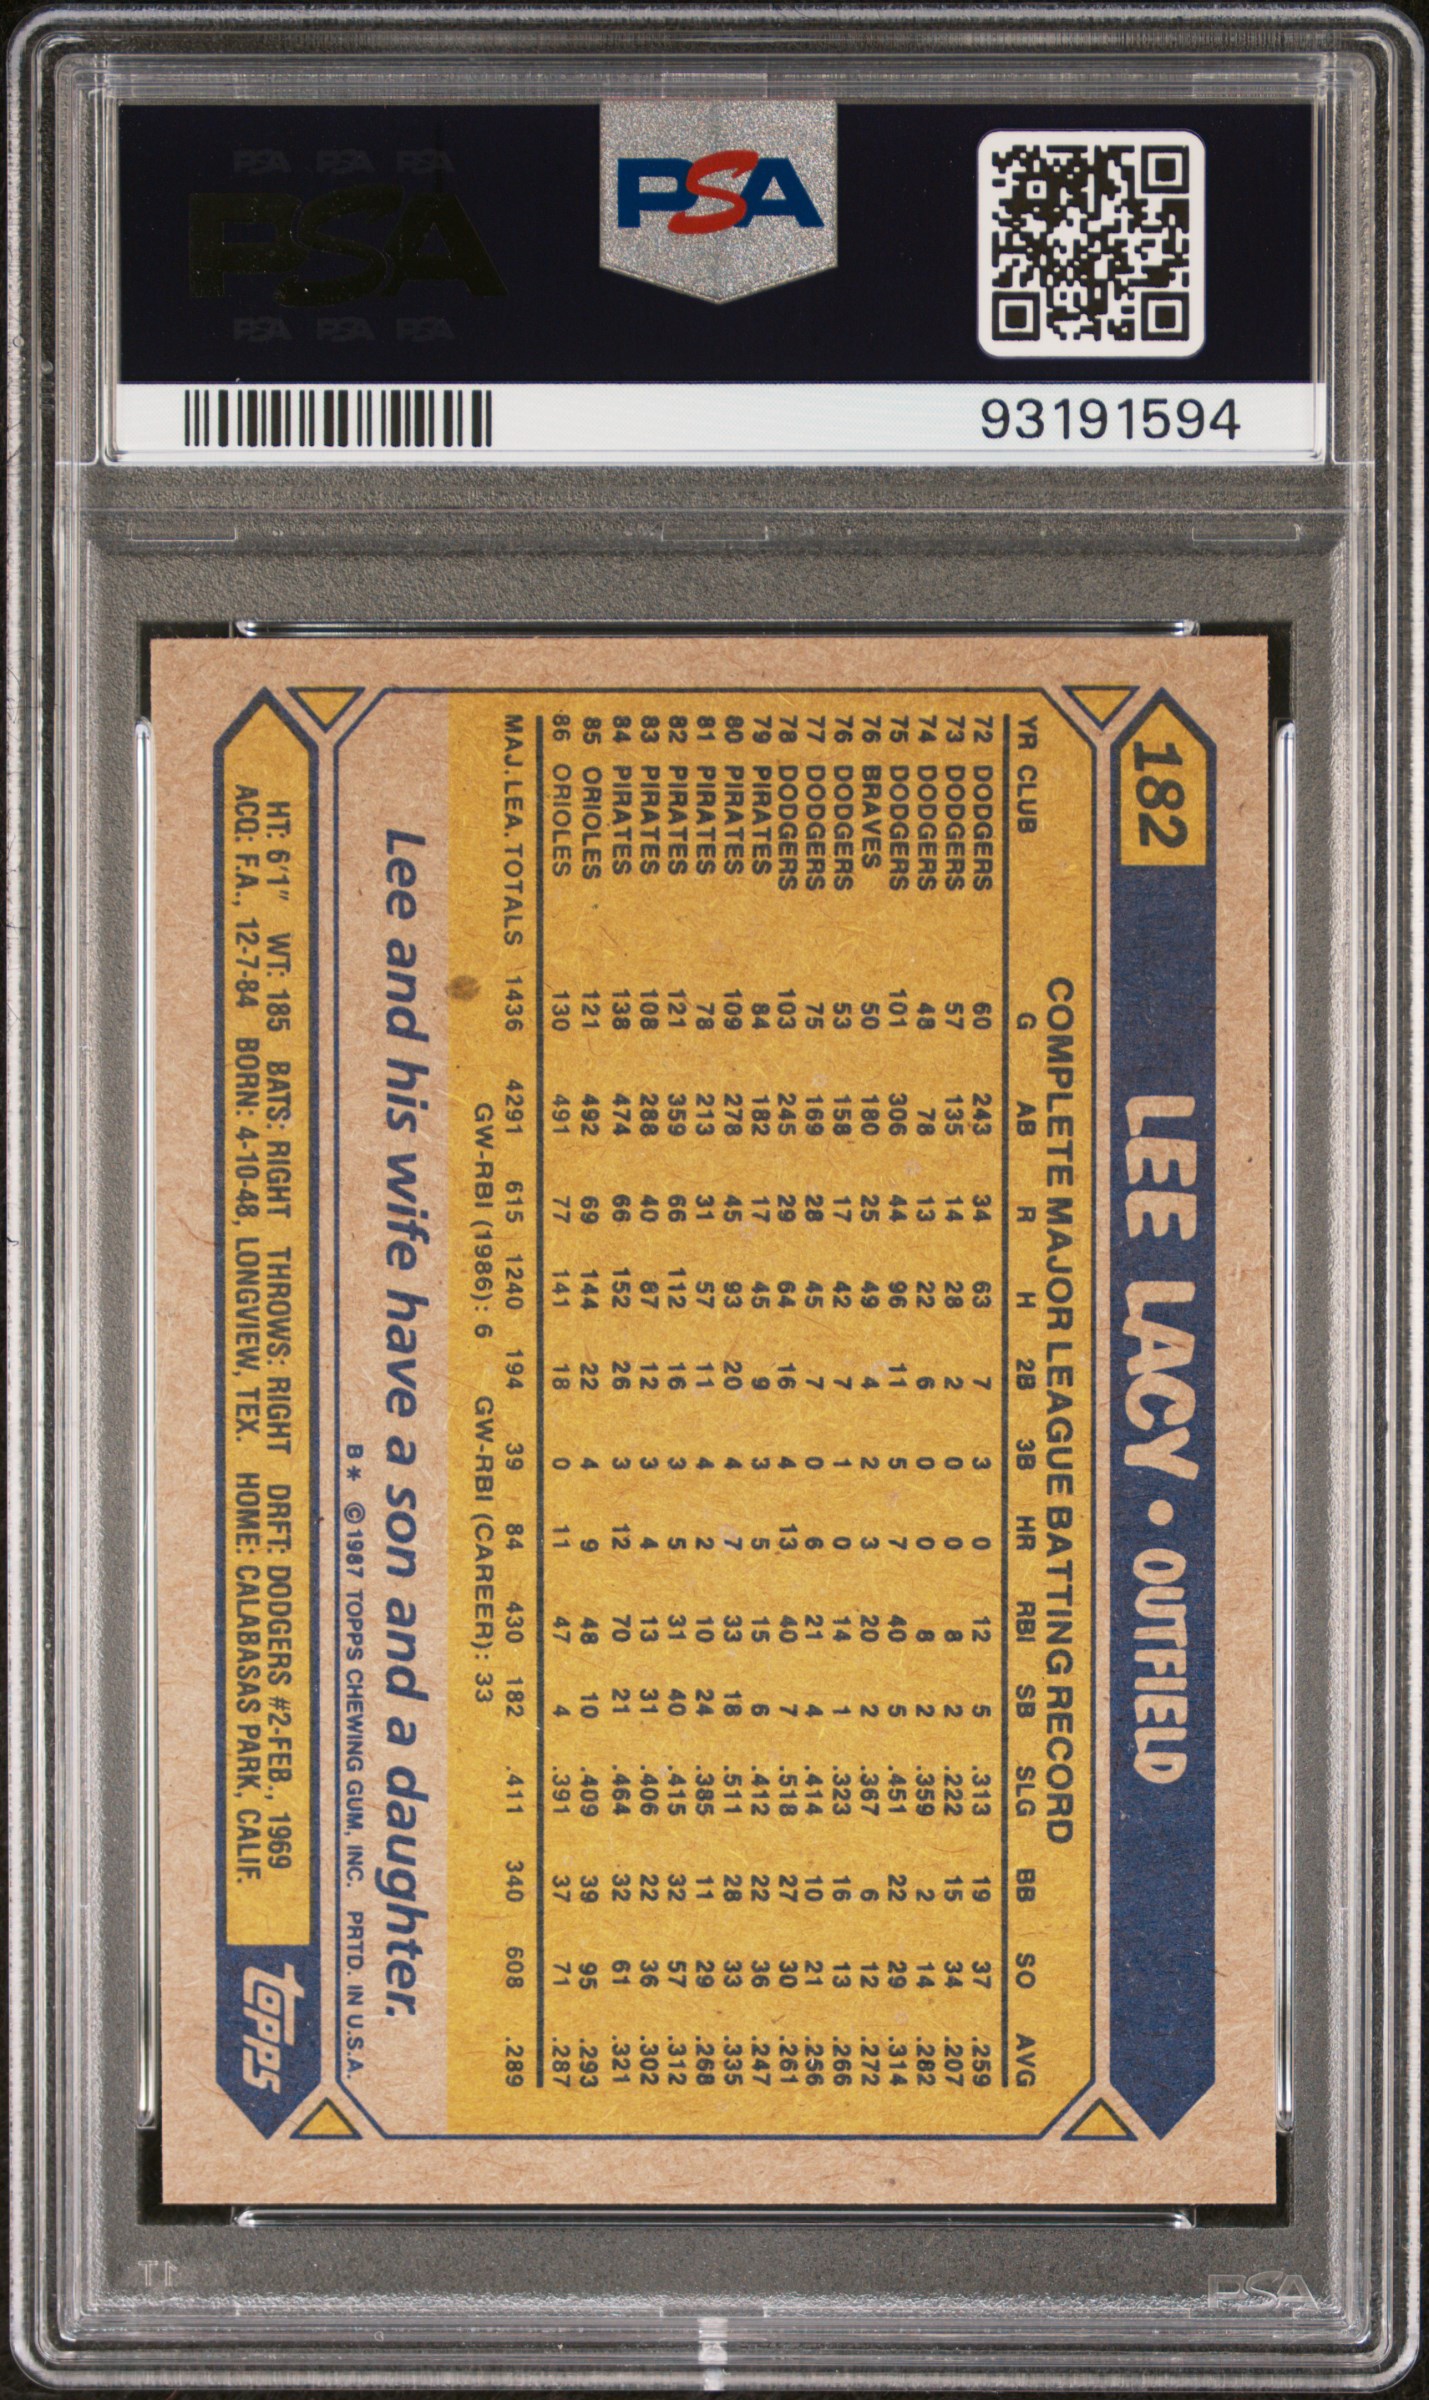 PSA PSA PSA
PSA
PSA PSA PSA
PSA
93191594
182
LEE LACY • OUTFIELD
COMPLETE MAJOR LEAGUE BATTING RECORD
YR CLUB G AB R H 2B 3B HR RBI SB SLG BB SO AVG
72 DODGERS 60 243 34 63 7 3 0 12 5 .313 19 37 .259
73 DODGERS 57 135 14 28 2 0 0 8 2 .222 15 34 .207
74 DODGERS 48 78 13 22 6 0 0 8 2 .359 2 14 .282
75 DODGERS 101 306 44 96 11 5 7 40 5 .451 22 29 .314
76 BRAVES 50 180 25 49 4 2 3 20 2 .367 6 12 .272
76 DODGERS 53 158 17 42 7 1 0 14 1 .323 16 13 .266
77 DODGERS 75 169 28 45 7 0 6 21 4 .414 10 21 .256
78 DODGERS 103 245 29 64 16 4 13 40 7 .518 27 30 .261
79 PIRATES 84 182 17 45 9 3 5 15 6 .412 22 36 .247
80 PIRATES 109 278 45 93 20 4 7 33 18 .511 28 33 .335
81 PIRATES 78 213 31 57 11 4 2 10 24 .385 11 29 .268
82 PIRATES 121 359 66 112 16 3 5 31 40 .415 32 57 .312
83 PIRATES 108 288 40 87 12 3 4 13 31 .406 22 36 .302
84 PIRATES 138 474 66 152 26 3 12 70 21 .464 32 61 .321
85 ORIOLES 121 492 69 144 22 4 9 48 10 .409 39 95 .293
86 ORIOLES 130 491 77 141 18 0 11 47 4 .391 37 71 .287
MAJ. LEA. TOTALS 1436 4291 615 1240 194 39 84 430 182 .411 340 608 .289
GW-RBI (1986): 6 GW-RBI (CAREER): 33
Lee and his wife have a son and a daughter.
B* ©1987 TOPPS CHEWING GUM, INC. PRTD. IN U.S.A.
HT: 6'1" WT: 185 BATS: RIGHT THROWS: RIGHT DRFT: DODGERS #2-FEB., 1969
ACQ: F.A., 12-7-84 BORN: 4-10-48, LONGVIEW, TEX. HOME: CALABASAS PARK, CALIF.
topps
PSA